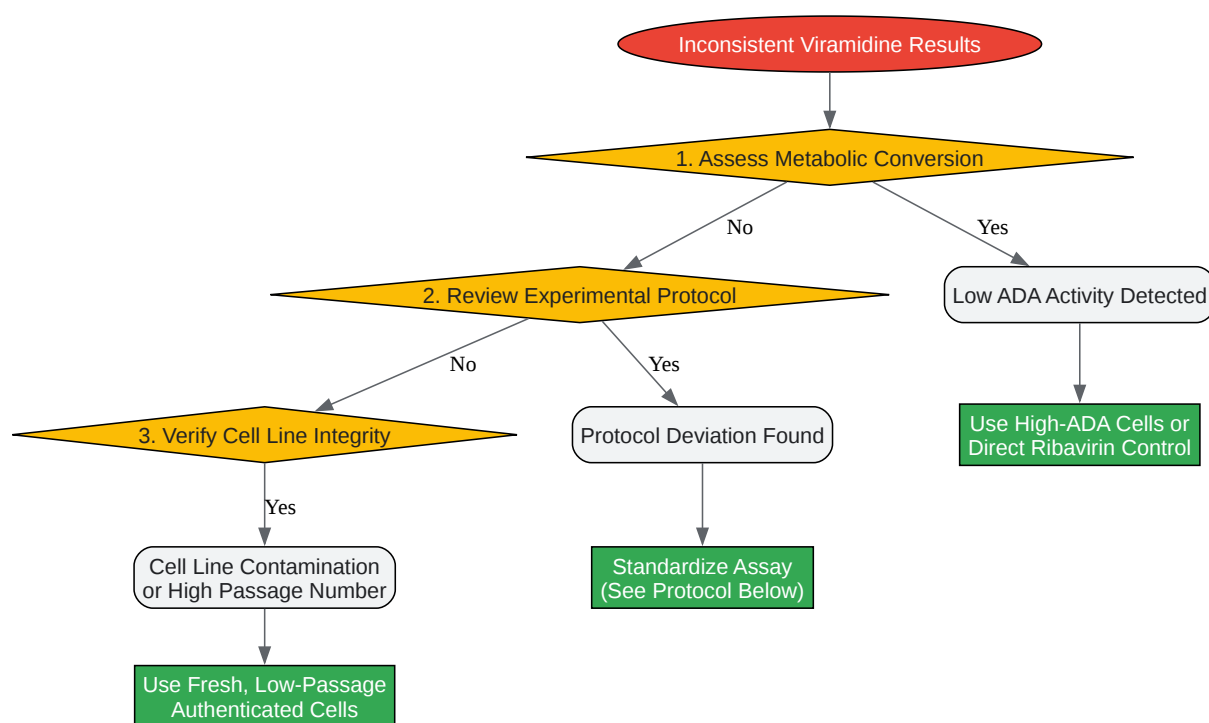 Inconsistent Viramidine Results
1. Assess Metabolic Conversion
No
Yes
2. Review Experimental Protocol
Low ADA Activity Detected
No
Yes
3. Verify Cell Line Integrity
Protocol Deviation Found
Use High-ADA Cells or
Direct Ribavirin Control
Yes
Cell Line Contamination
or High Passage Number
Standardize Assay
(See Protocol Below)
Use Fresh, Low-Passage
Authenticated Cells